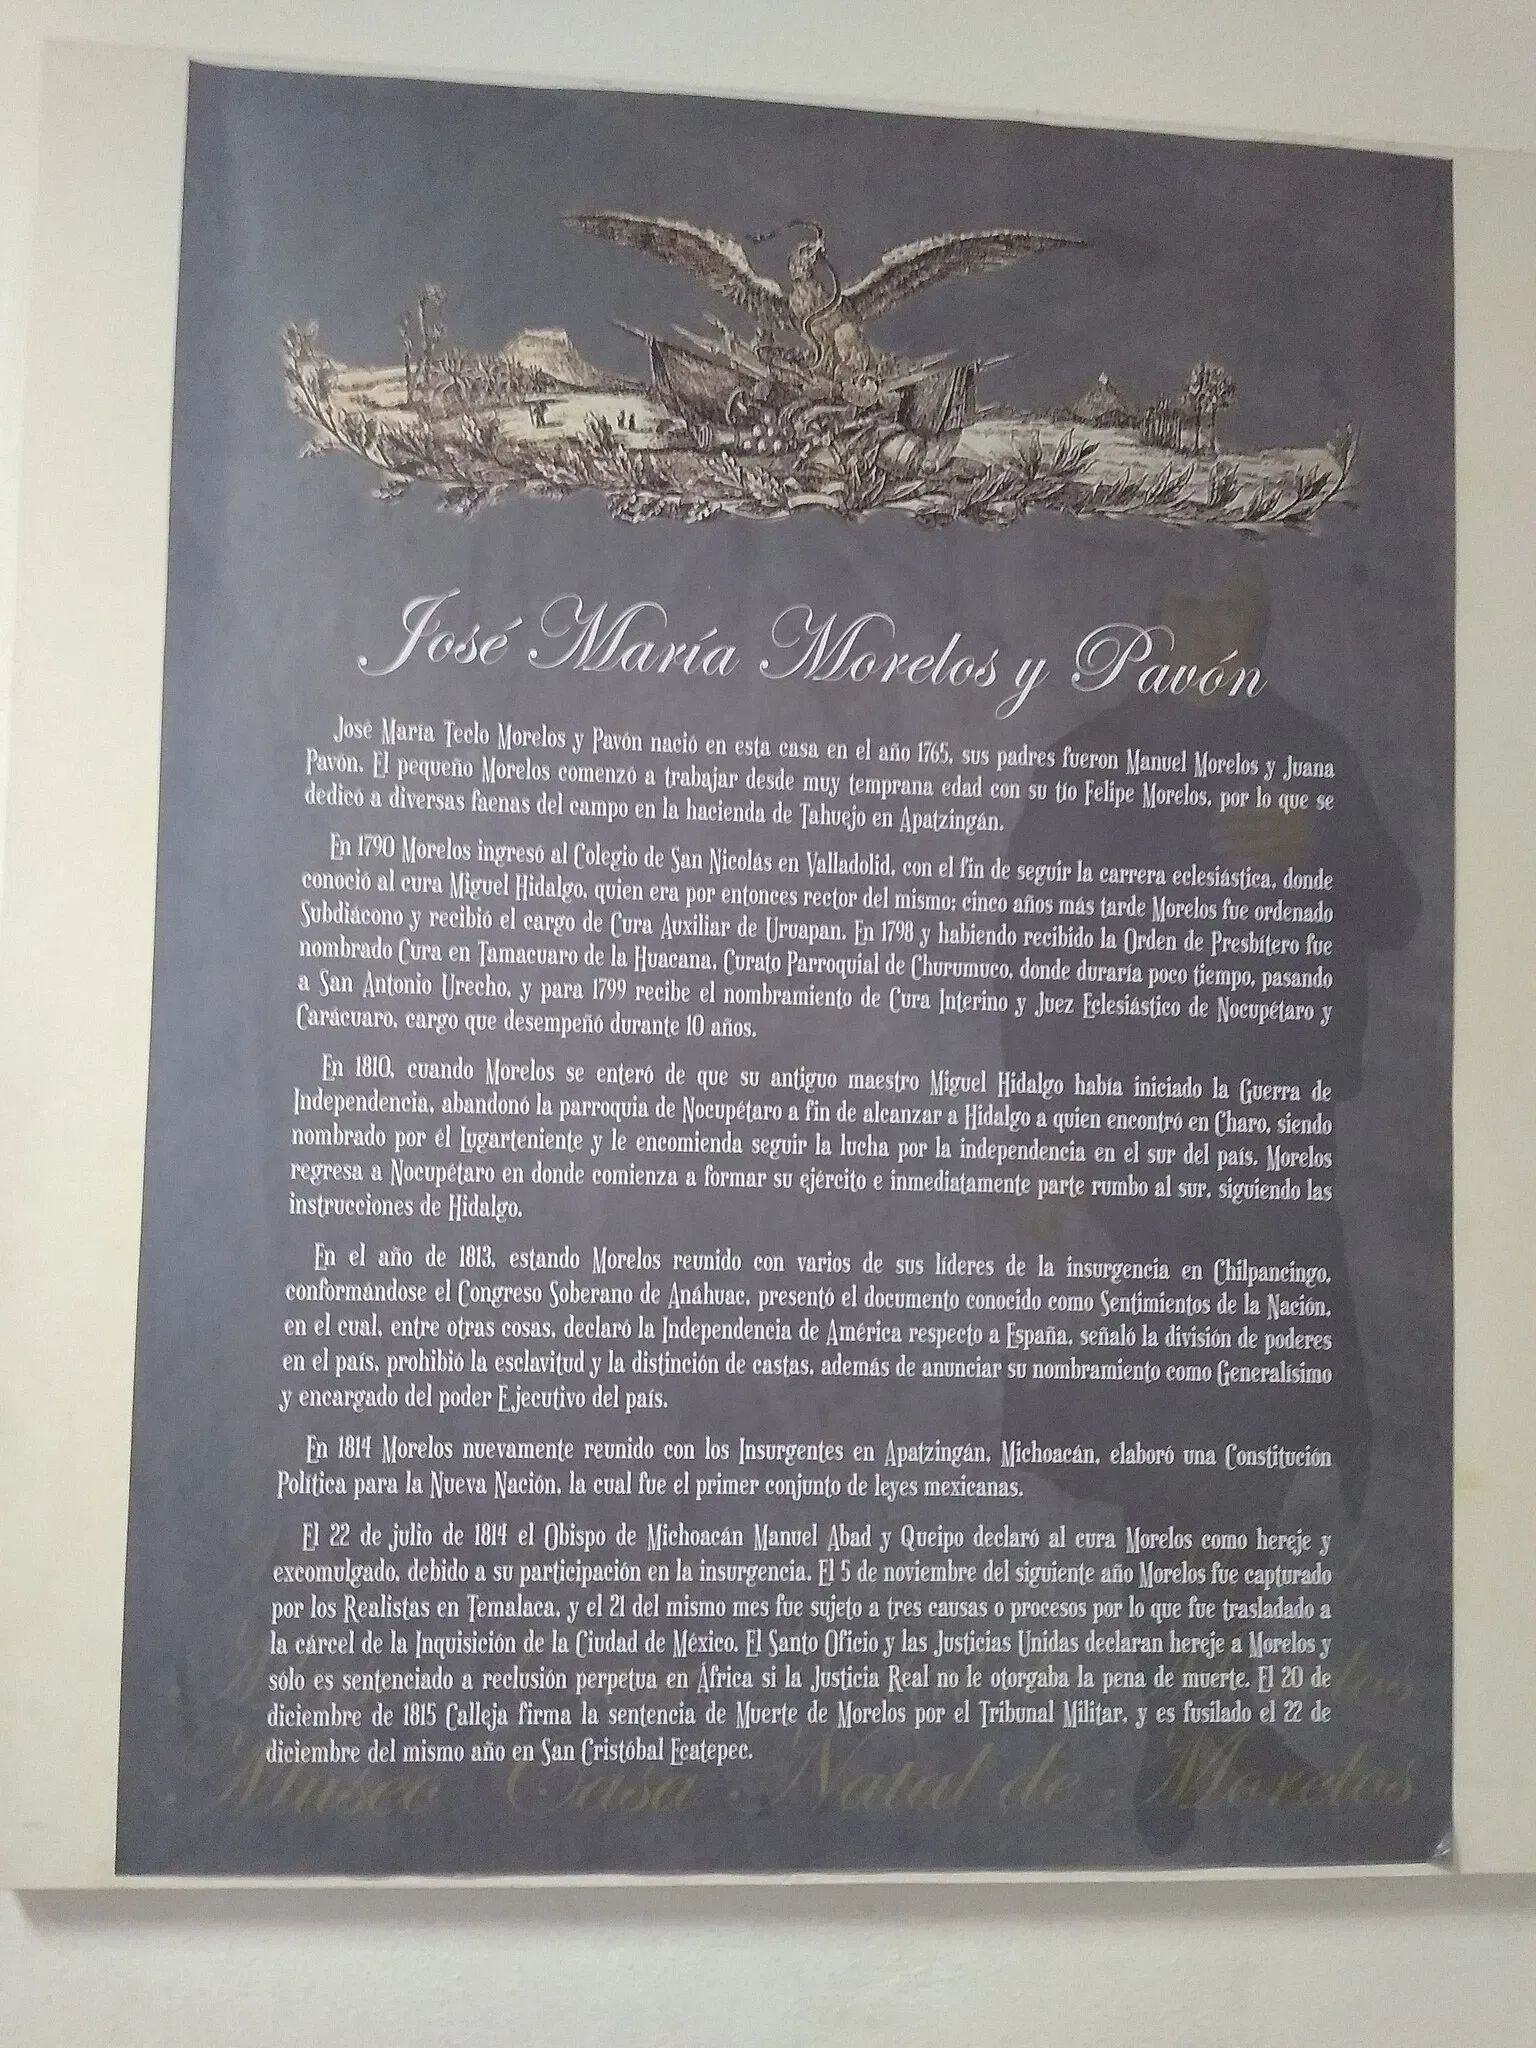 José María Morelos y Pavón
José María Teclo Morelos y Pavón nació en esta casa en el año 1765, sus padres fueron Manuel Morelos y Juana
Pavón. El pequeño Morelos comenzó a trabajar desde muy temprana edad con su tío Felipe Morelos, por lo que se
dedicó a diversas faenas del campo en la hacienda de Tahuejo en Apatzingán.
En 1790 Morelos ingresó al Colegio de San Nicolás en Valladolid, con el fin de seguir la carrera eclesiástica, donde
conoció al cura Miguel Hidalgo, quien era por entonces rector del mismo; cinco años más tarde Morelos fue ordenado
Subdiácono y recibió el cargo de Cura Auxiliar de Uruapan. En 1798 y habiendo recibido la Orden de Presbítero fue
nombrado Cura en Tamacuaro de la Huacana, Curato Parroquial de Churumuco, donde duraría poco tiempo, pasando
a San Antonio Urecho, y para 1799 recibe el nombramiento de Cura Interino y Juez Eclesiástico de Nocupétaro y
Carácuaro, cargo que desempeñó durante 10 años.
En 1810, cuando Morelos se enteró de que su antiguo maestro Miguel Hidalgo había iniciado la Guerra de
Independencia, abandonó la parroquia de Nocupétaro a fin de alcanzar a Hidalgo a quien encontró en Charo, siendo
nombrado por él Lugarteniente y le encomienda seguir la lucha por la independencia en el sur del país. Morelos
regresa a Nocupétaro en donde comienza a formar su ejército e inmediatamente parte rumbo al sur, siguiendo las
instrucciones de Hidalgo.
En el año de 1813, estando Morelos reunido con varios de sus líderes de la insurgencia en Chilpancingo,
conformándose el Congreso Soberano de Anáhuac, presentó el documento conocido como Sentimientos de la Nación,
en el cual, entre otras cosas, declaró la Independencia de América respecto a España, señaló la división de poderes
en el país, prohibió la esclavitud y la distinción de castas, además de anunciar su nombramiento como Generalísimo
y encargado del poder Ejecutivo del país.
En 1814 Morelos nuevamente reunido con los Insurgentes en Apatzingán, Michoacán, elaboró una Constitución
Política para la Nueva Nación, la cual fue el primer conjunto de leyes mexicanas.
El 22 de julio de 1814 el Obispo de Michoacán Manuel Abad y Queipo declaró al cura Morelos como hereje y
excomulgado, debido a su participación en la insurgencia. El 5 de noviembre del siguiente año Morelos fue capturado
por los Realistas en Temalaca, y el 21 del mismo mes fue sujeto a tres causas o procesos por lo que fue trasladado a
la cárcel de la Inquisición de la Ciudad de México. El Santo Oficio y las Justicias Unidas declaran hereje a Morelos y
sólo es sentenciado a reclusión perpetua en África si la Justicia Real no le otorgaba la pena de muerte. El 20 de
diciembre de 1815 Calleja firma la sentencia de Muerte de Morelos por el Tribunal Militar, y es fusilado el 22 de
diciembre del mismo año en San Cristóbal Ecatepec.
Museo Casa Natal de Morelos